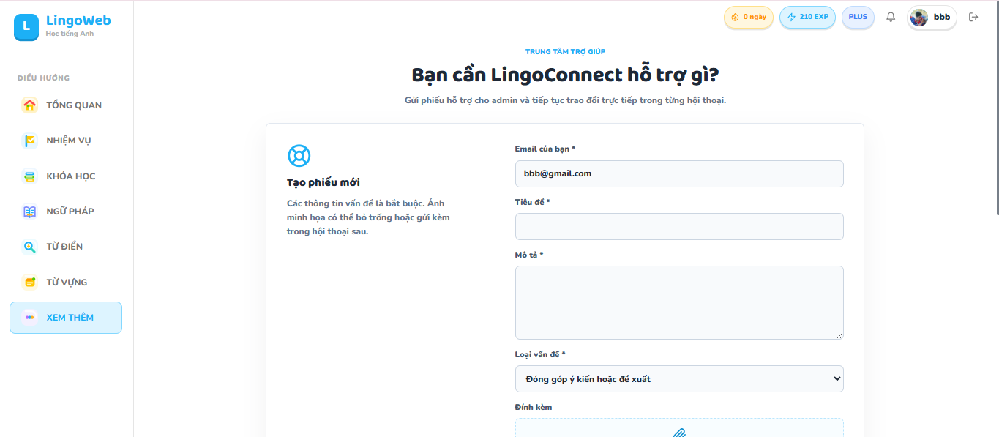 L
LingoWeb
Học tiếng Anh
0 ngày
210 EXP
PLUS
bbb
ĐIỀU HƯỚNG
TỔNG QUAN
NHIỆM VỤ
KHÓA HỌC
NGỮ PHÁP
TỪ ĐIỂN
TỪ VỰNG
XEM THÊM
TRUNG TÂM TRỢ GIÚP
Bạn cần LingoConnect hỗ trợ gì?
Gửi phiếu hỗ trợ cho admin và tiếp tục trao đổi trực tiếp trong từng hội thoại.
Tạo phiếu mới
Các thông tin vấn đề là bắt buộc. Ảnh
minh họa có thể bỏ trống hoặc gửi kèm
trong hội thoại sau.
Email của bạn *
bbb@gmail.com
Tiêu đề *
Mô tả *
Loại vấn đề *
Đóng góp ý kiến hoặc đề xuất
Đính kèm